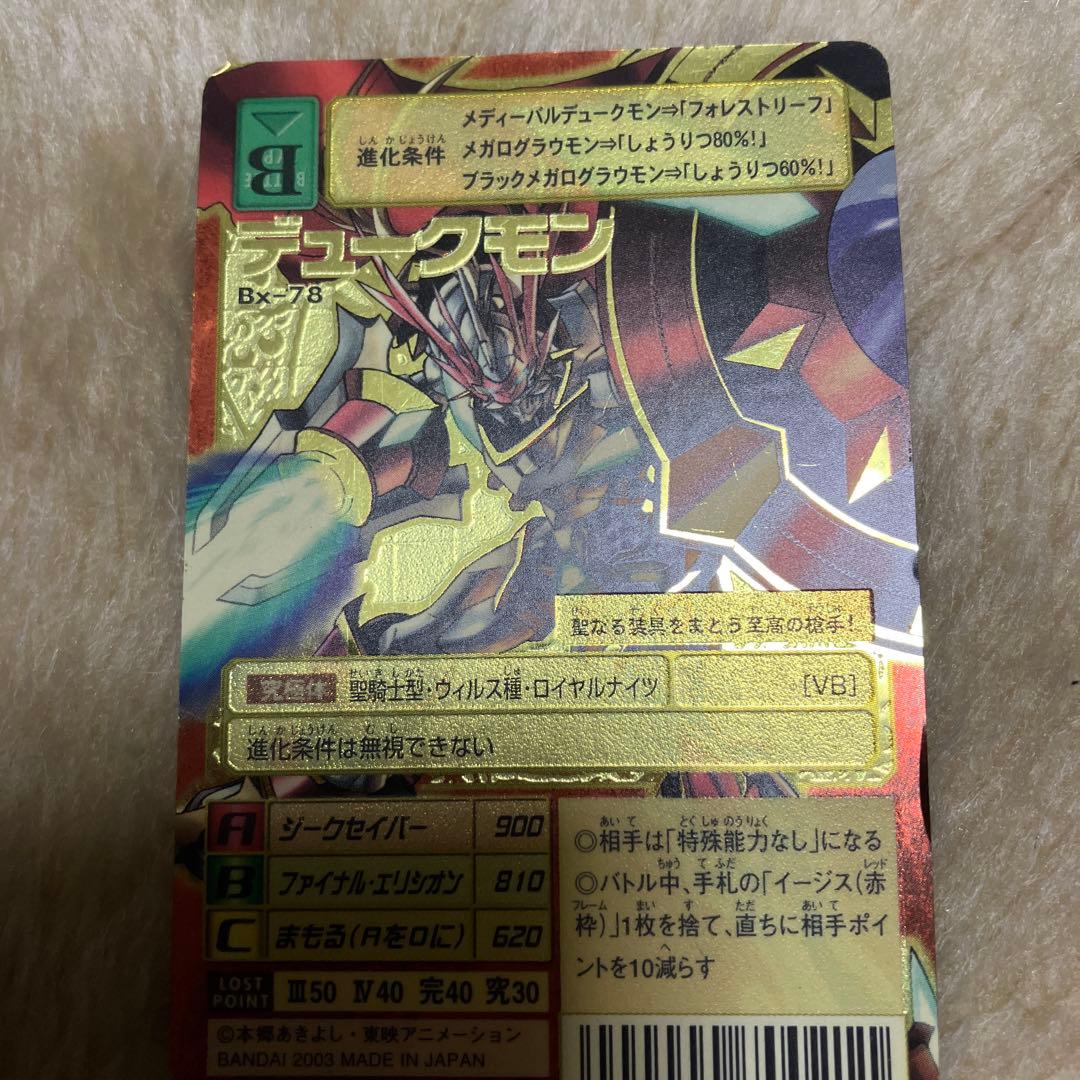 B
メディーバルデュークモン⇒「フォレストリーフ」
進化条件 メガログラウモン⇒「しょうりつ80%!」
ブラックメガログラウモン⇒「しょうりつ60%!」
デュークモン
Bx-78
聖なる装具をまとう至高の槍手!
究極体 聖騎士型・ウィルス種・ロイヤルナイツ [VB]
進化条件は無視できない
A ジークセイバー 900
B ファイナル・エリシオン 810
C まもる(Aを0に) 620
LOST POINT Ⅲ50 Ⅳ40 完40 究30
©本郷あきよし・東映アニメーション
BANDAI 2003 MADE IN JAPAN
◎相手は「特殊能力なし」になる
◎バトル中、手札の「イージス(赤
枠)」1枚を捨て、直ちに相手ポイ
ントを10減らす